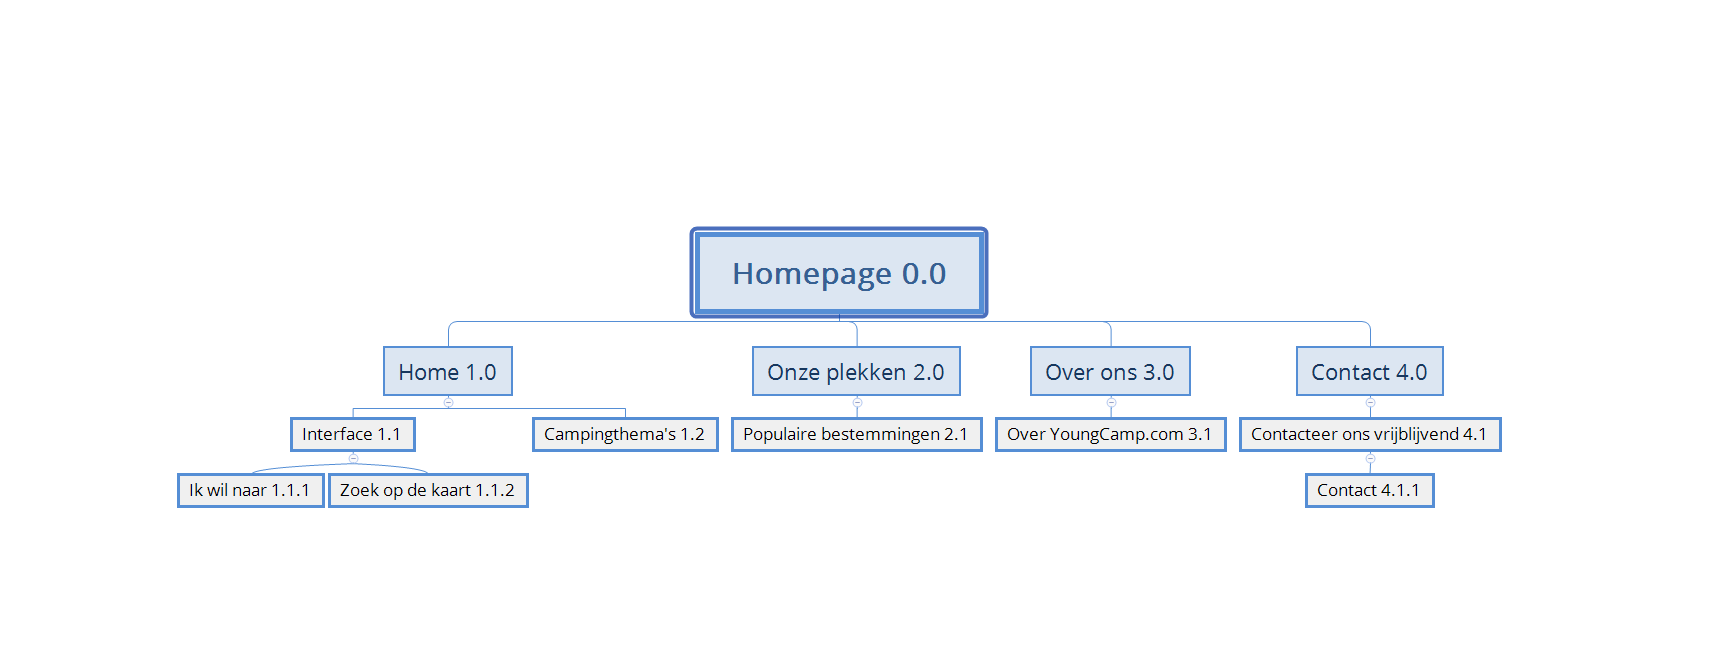 Homepage 0.0
Home 1.0
Onze plekken 2.0
Over ons 3.0
Contact 4.0
Interface 1.1
Campingthema's 1.2
Populaire bestemmingen 2.1
Over YoungCamp.com 3.1
Contacteer ons vrijblijvend 4.1
Ik wil naar 1.1.1
Zoek op de kaart 1.1.2
Contact 4.1.1